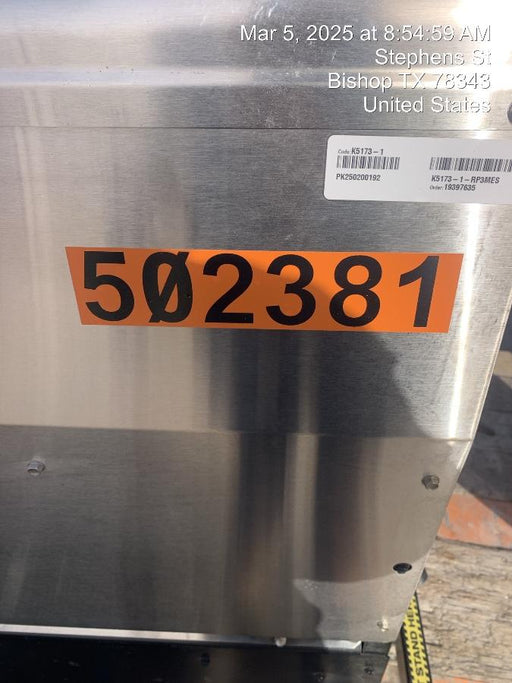 Mar 5, 2025 at 8:54:59 AM
Stephens St
Bishop TX 78343
United States
Code: K5173-1
PK250200192
K5173-1-RP3MES
Order: 19397635
5Ø2381
STAND